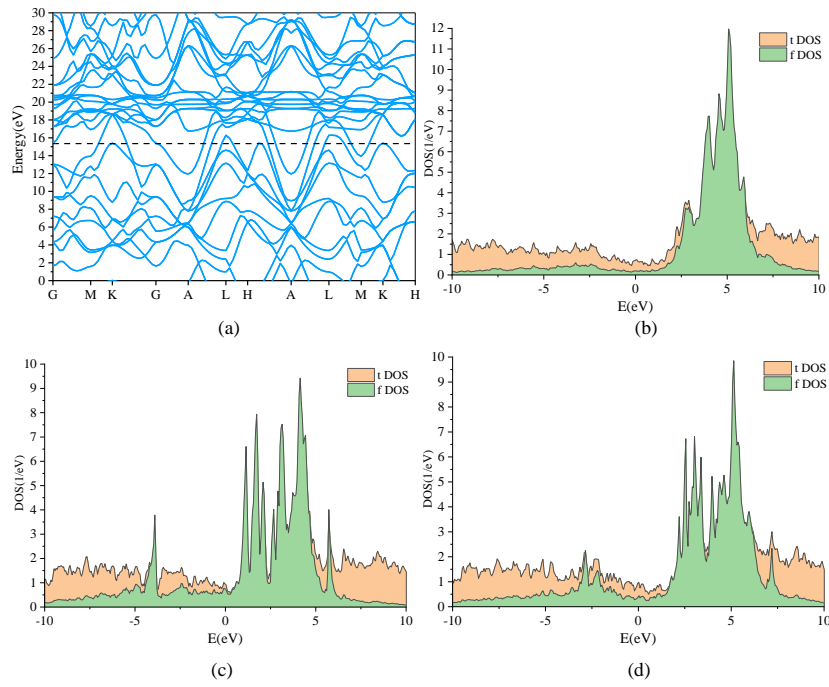 30
28
26
24
22
20
18
16
14
12
10
8
6
4
2
0
Energy(eV)
G M K G A L H A L M K H
(a)
12
11
10
9
8
7
6
5
4
3
2
1
0
DOS(1/eV)
t DOS
f DOS
-10 -5 0 5 10
E(eV)
(b)
10
9
8
7
6
5
4
3
2
1
0
DOS(1/eV)
t DOS
f DOS
-10 -5 0 5 10
E(eV)
(c)
10
9
8
7
6
5
4
3
2
1
0
DOS(1/eV)
t DOS
f DOS
-10 -5 0 5 10
E(eV)
(d)